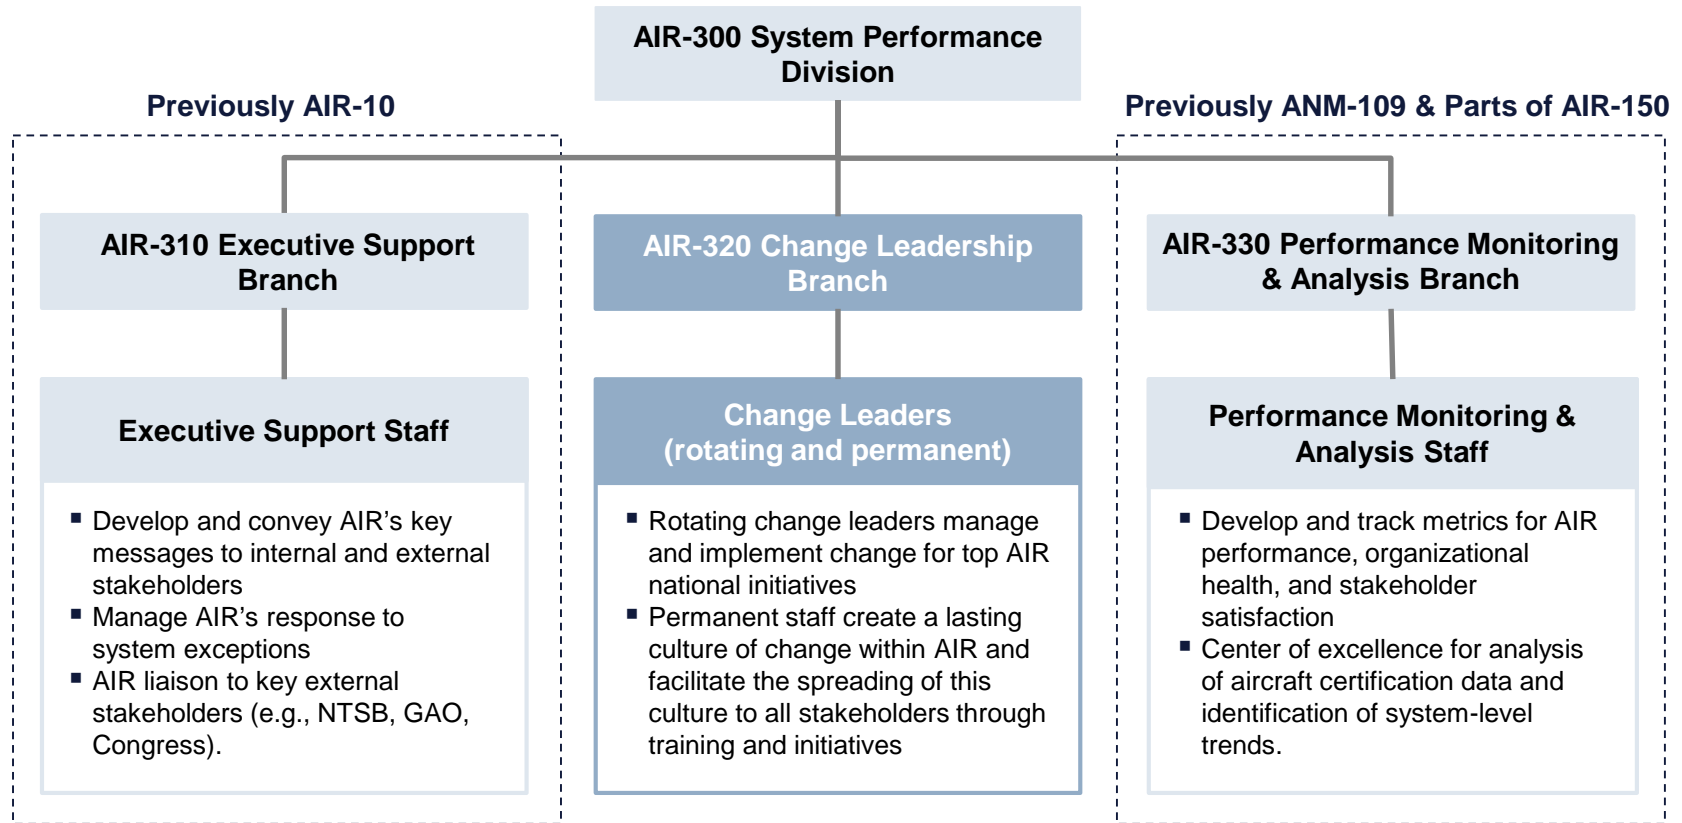 AIR-300 System Performance
Division
Previously AIR-10
Previously ANM-109 & Parts of AIR-150
AIR-310 Executive Support
Branch
AIR-320 Change Leadership
Branch
AIR-330 Performance Monitoring
& Analysis Branch
Executive Support Staff
▪ Develop and convey AIR's key
messages to internal and external
stakeholders
▪ Manage AIR's response to
system exceptions
▪ AIR liaison to key external
stakeholders (e.g., NTSB, GAO,
Congress).
Change Leaders
(rotating and permanent)
▪ Rotating change leaders manage
and implement change for top AIR
national initiatives
▪ Permanent staff create a lasting
culture of change within AIR and
facilitate the spreading of this
culture to all stakeholders through
training and initiatives
Performance Monitoring &
Analysis Staff
▪ Develop and track metrics for AIR
performance, organizational
health, and stakeholder
satisfaction
▪ Center of excellence for analysis
of aircraft certification data and
identification of system-level
trends.